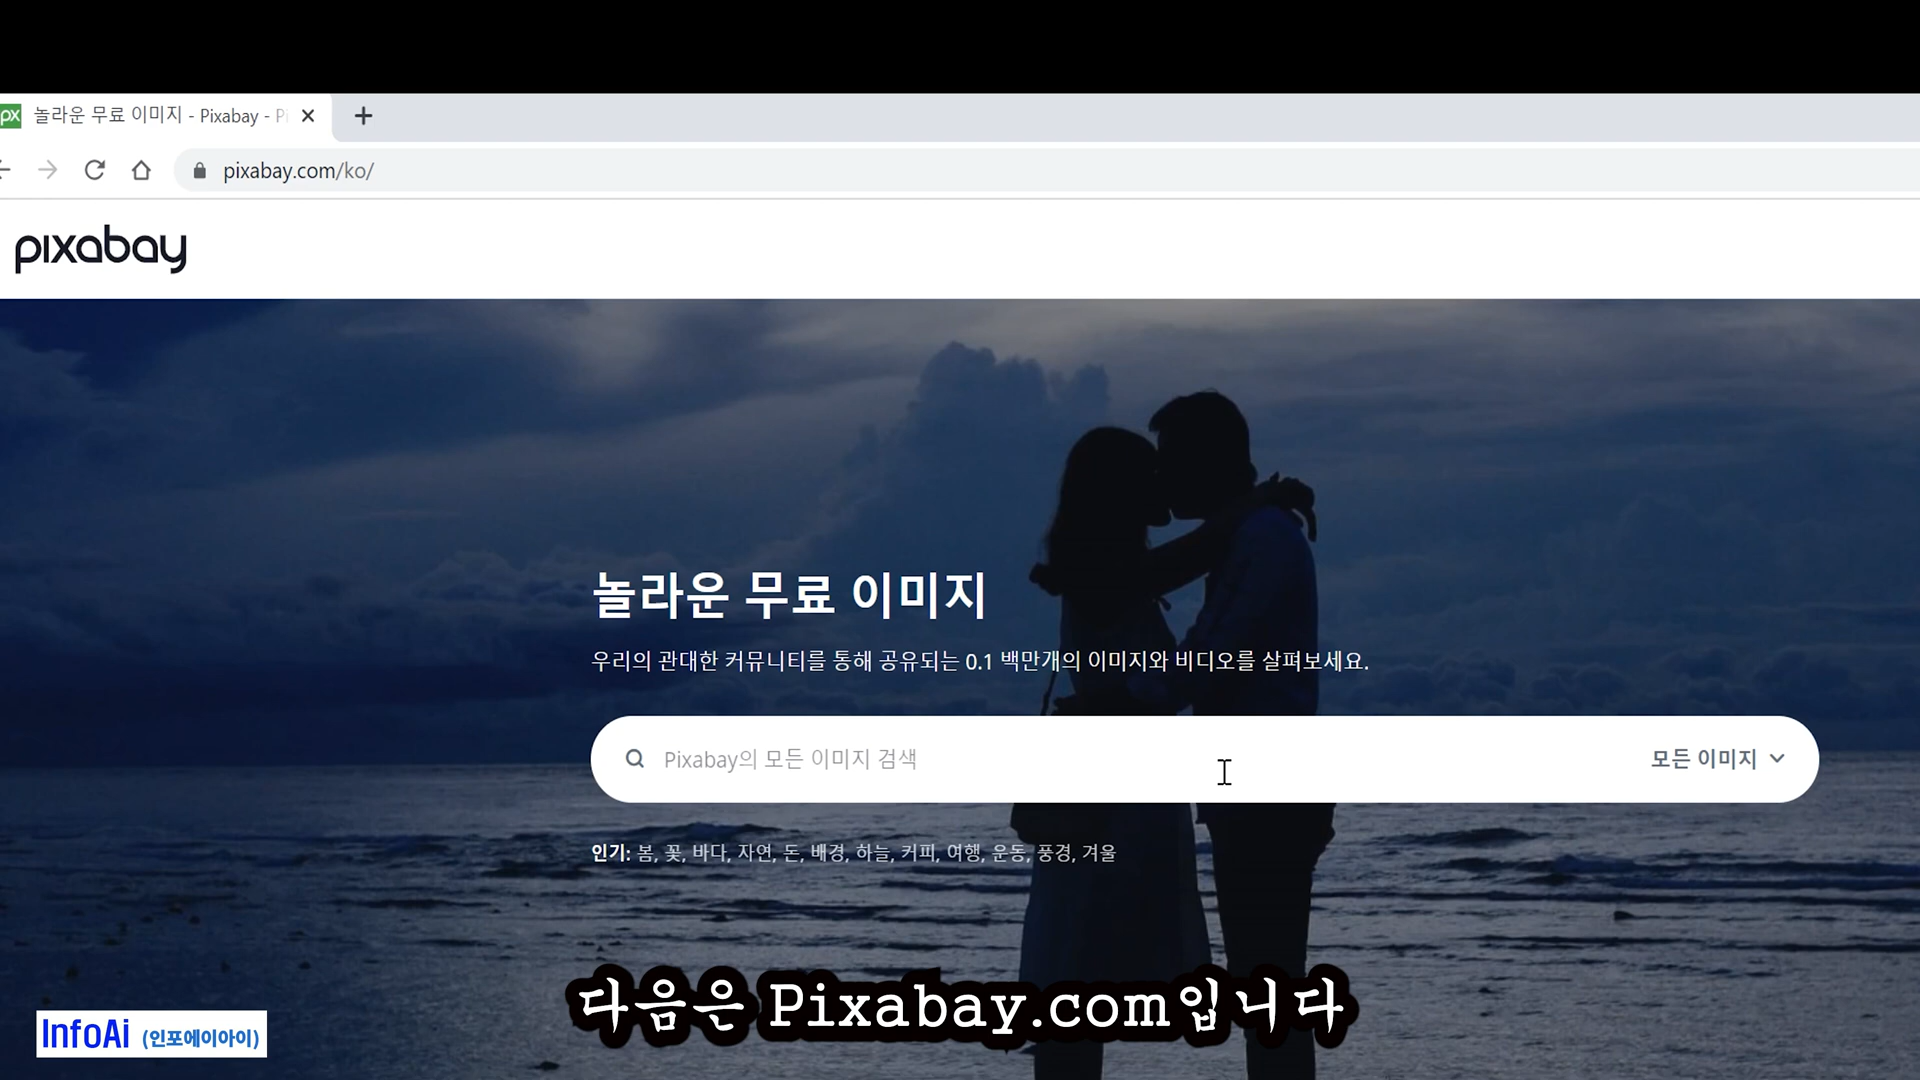 px 놀라운 무료 이미지 - Pixabay - Pi
pixabay.com/ko/
pixabay
놀라운 무료 이미지
우리의 관대한 커뮤니티를 통해 공유되는 0.1 백만개의 이미지와 비디오를 살펴보세요.
Pixabay의 모든 이미지 검색 모든 이미지
인기: 봄, 꽃, 바다, 자연, 돈, 배경, 하늘, 커피, 여행, 운동, 풍경, 겨울
다음은 Pixabay.com입니다
InfoAi (인포에이아이)